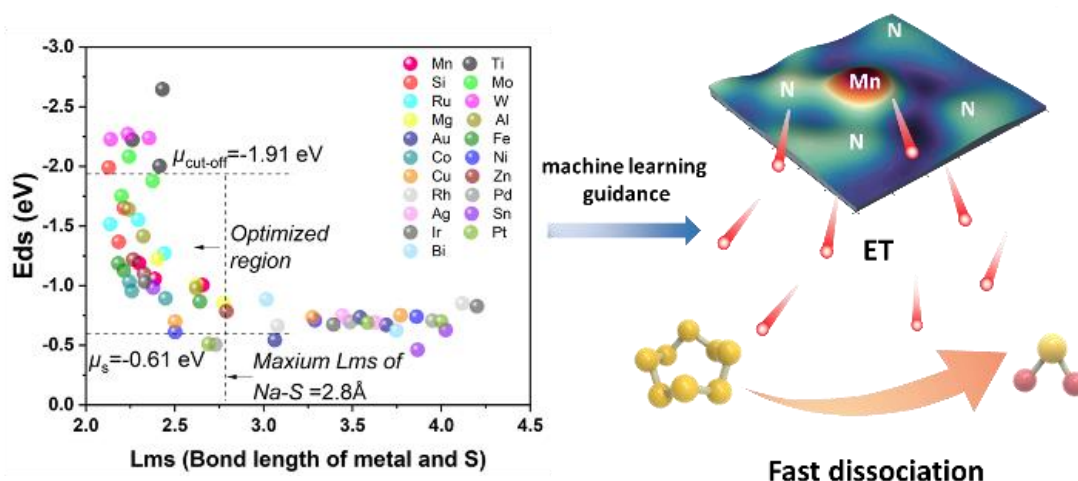 -3.0
-2.5
-2.0
-1.5
-1.0
-0.5
0.0
Eds (eV)
Mn Ti
Si Mo
Ru W
Mg Al
Au Fe
Co Ni
Cu Zn
Rh Pd
Ag Sn
Ir Pt
Bi
μcut-off=-1.91 eV
Optimized
region
μs=-0.61 eV
Maxium Lms of
Na-S =2.8Å
2.0 2.5 3.0 3.5 4.0 4.5
Lms (Bond length of metal and S)
machine learning
guidance
N
Mn
N
N
N
ET
Fast dissociation